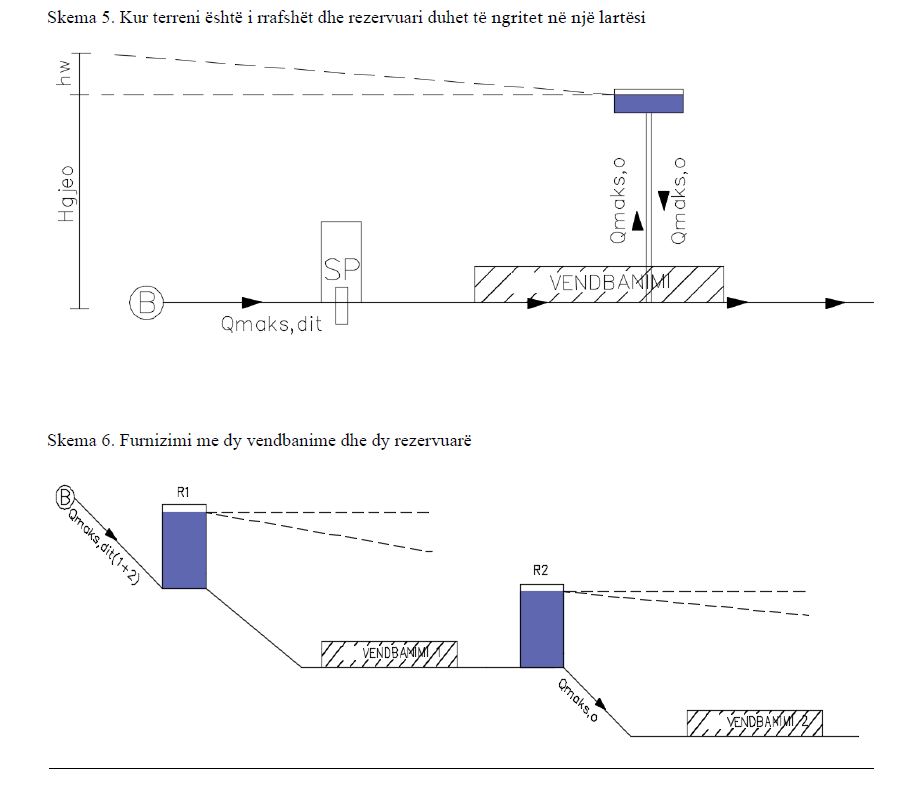 Skema 5. Kur terreni është i rrafshët dhe rezervuari duhet të ngritet në një lartësi
hw
Hgjeo
Qmaks,o
Qmaks,o
SP
VENDBANIMI
B
Qmaks,dit
Skema 6. Furnizimi me dy vendbanime dhe dy rezervuarë
B
R1
Qmaks,dit(1+2)
R2
VENDBANIMI 1
Qmaks,o
VENDBANIMI 2